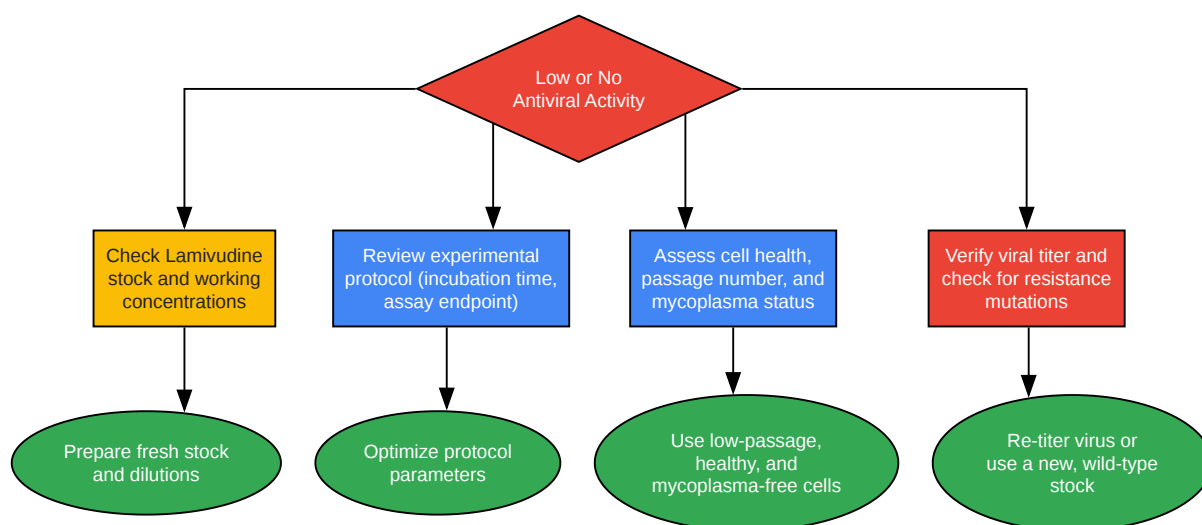 Low or No
Antiviral Activity
Check Lamivudine
stock and working
concentrations
Review experimental
protocol (incubation time,
assay endpoint)
Assess cell health,
passage number, and
mycoplasma status
Verify viral titer and
check for resistance
mutations
Prepare fresh stock
and dilutions
Optimize protocol
parameters
Use low-passage,
healthy, and
mycoplasma-free cells
Re-titer virus or
use a new, wild-type
stock